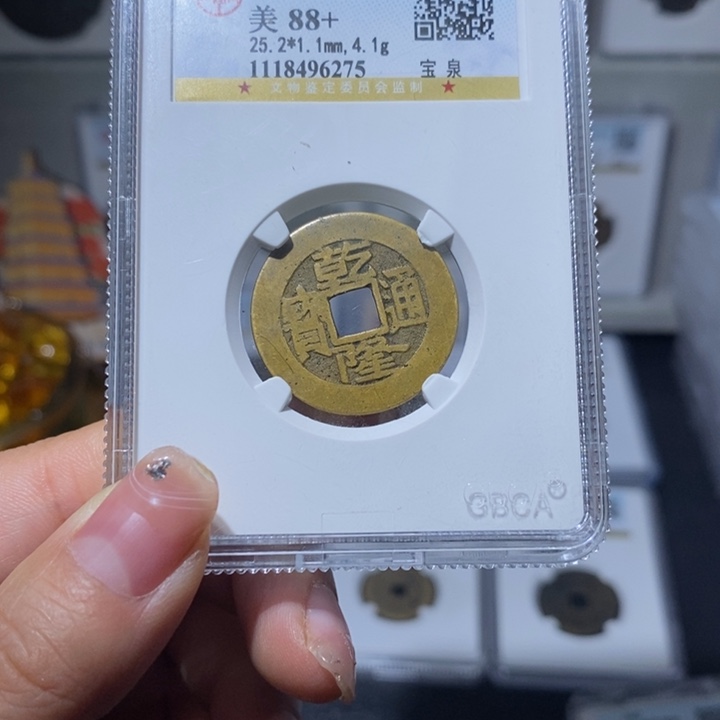 美 88+
25.2*1.1mm,4.1g
1118496275 宝 泉
★ 文物鉴定委员会监制 ★
乾隆通寳
GBCA